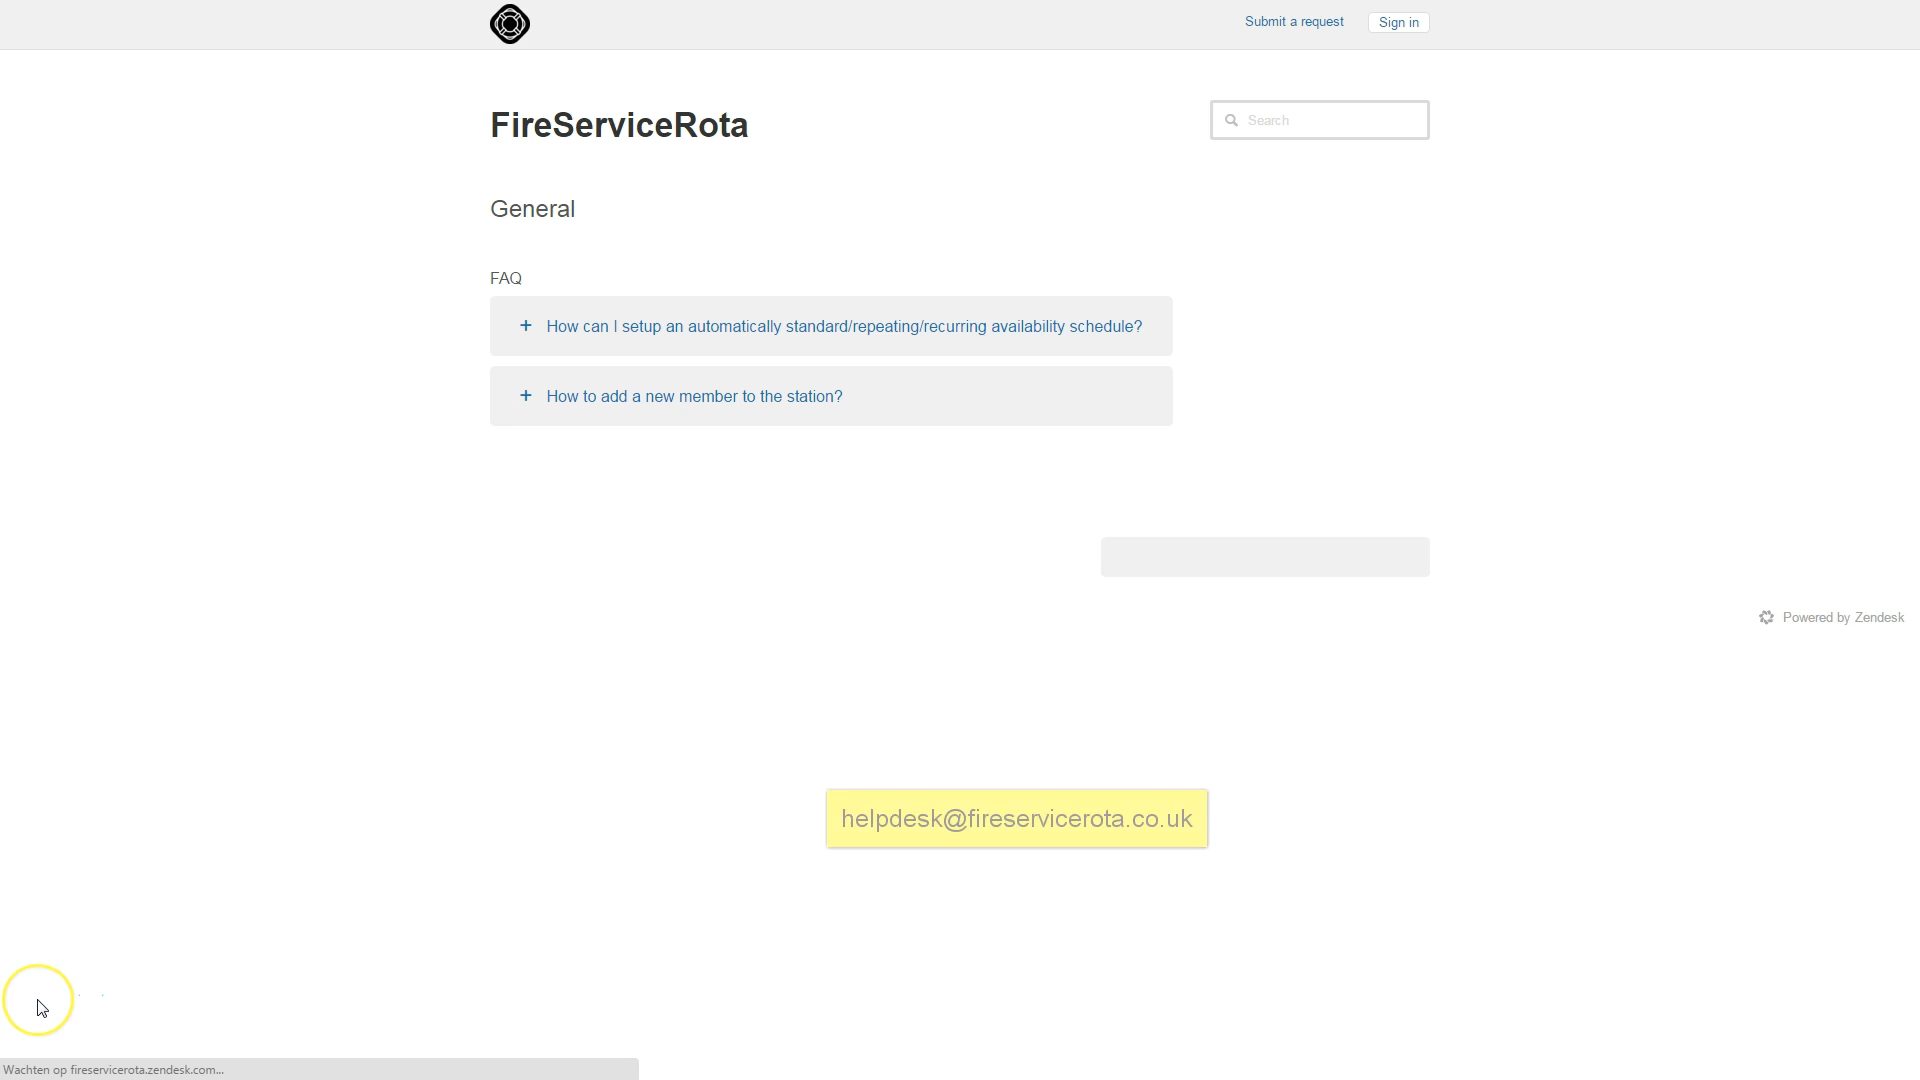 Submit a request
Sign in
FireServiceRota
Search
General
FAQ
+ How can I setup an automatically standard/repeating/recurring availability schedule?
+ How to add a new member to the station?
Powered by Zendesk
helpdesk@fireservicerota.co.uk
Wachten op fireservicerota.zendesk.com...